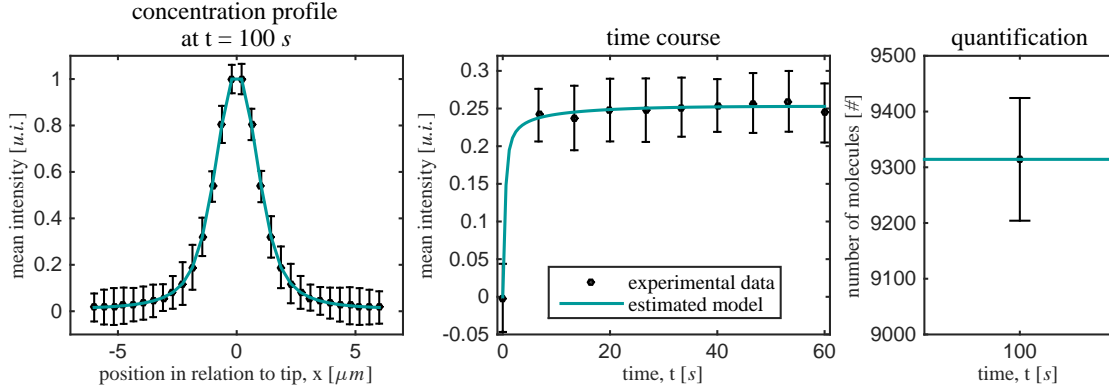 concentration profile
at t = 100 s
mean intensity [u.i.]
1
0.8
0.6
0.4
0.2
0
-5
0
5
position in relation to tip, x [μm]
time course
mean intensity [u.i.]
0.3
0.25
0.2
0.15
0.1
0.05
0
-0.05
0
20
40
60
time, t [s]
experimental data
estimated model
quantification
number of molecules [#]
9500
9400
9300
9200
9100
9000
100
time, t [s]